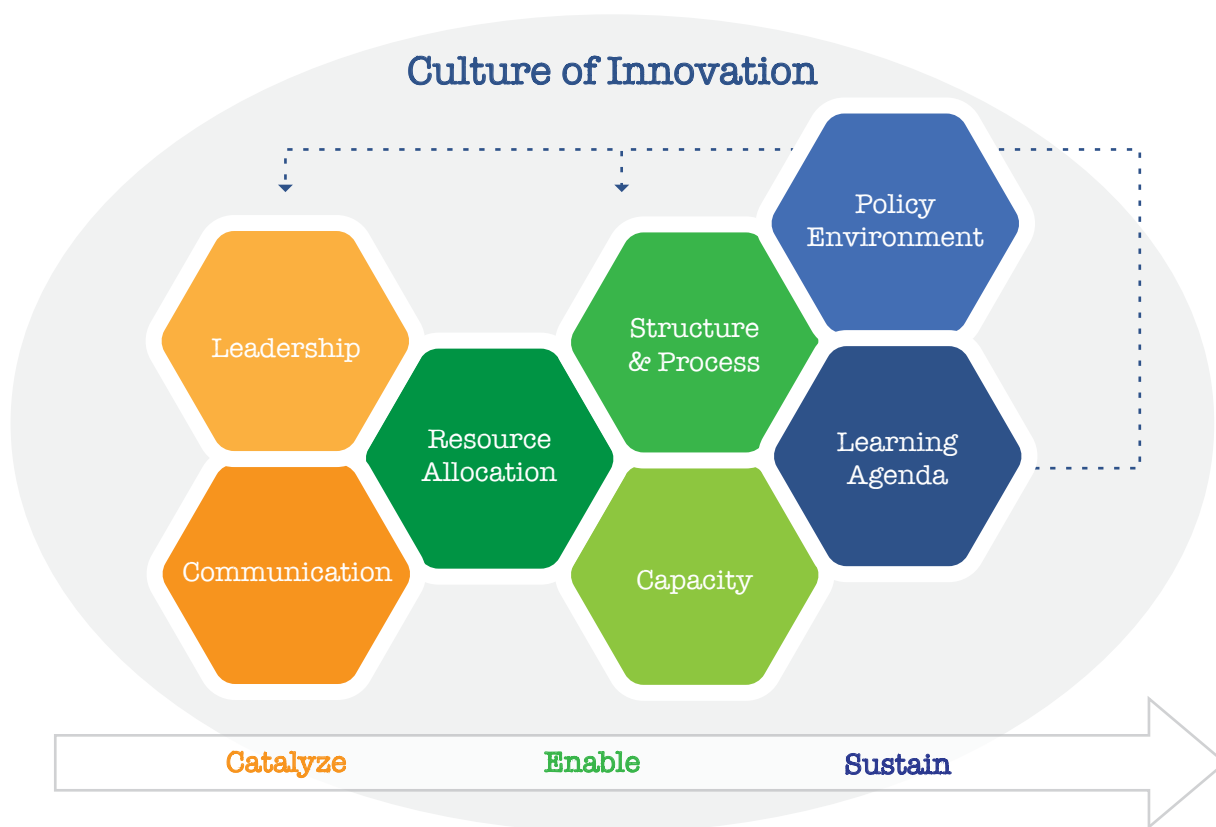 Culture of Innovation
Policy
Environment
Leadership
Structure
& Process
Resource
Allocation
Learning
Agenda
Communication
Capacity
Catalyze
Enable
Sustain